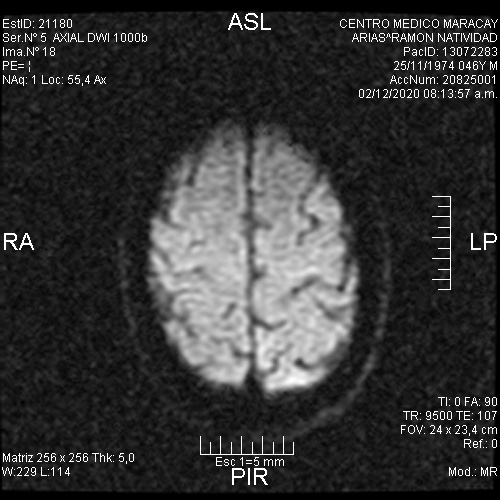 EstID: 21180
Ser.Nº 5 AXIAL DWI 1000b
Ima.Nº 18
PE= ¦
NAq: 1 Loc: 55,4 Ax
ASL
CENTRO MEDICO MARACAY
ARIAS^RAMON NATIVIDAD
PacID: 13072283
25/11/1974 046Y M
AccNum: 20825001
02/12/2020 08:13:57 a.m.
RA
LP
TI: 0 FA: 90
TR: 9500 TE: 107
FOV: 24 x 23,4 cm
Ref.: 0
Mod.: MR
Matriz 256 x 256 Thk: 5,0
W:229 L:114
Esc 1=5 mm
PIR